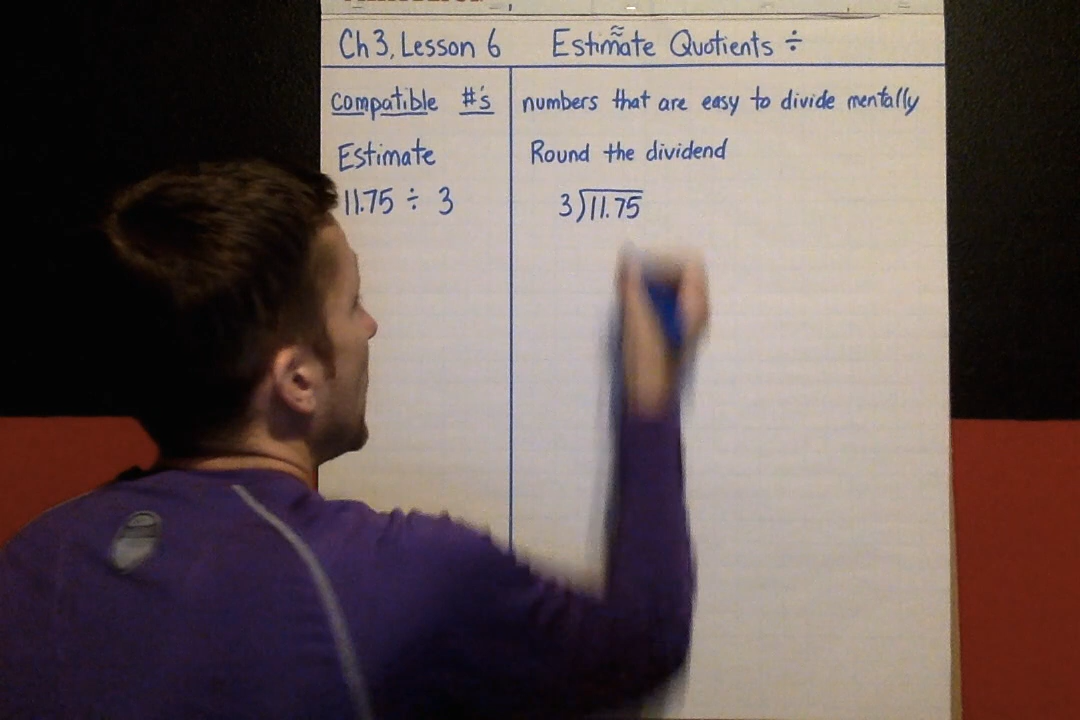 Ch 3, Lesson 6 Estimate Quotients ÷
≈
compatible #'s numbers that are easy to divide mentally
Estimate Round the dividend
11.75 ÷ 3 3)11.75